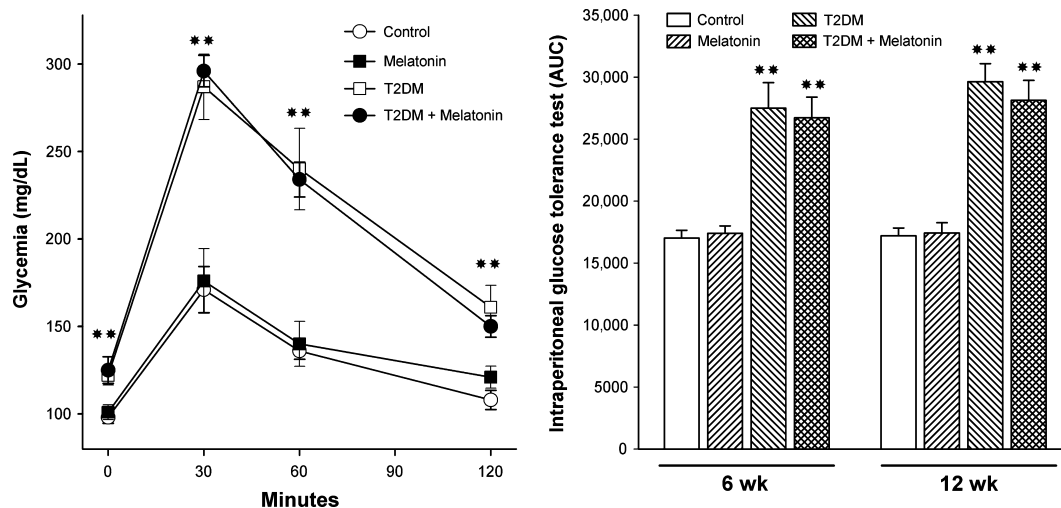 Glycemia (mg/dL)
300
250
200
150
100
Control
Melatonin
T2DM
T2DM + Melatonin
✷✷
✷✷
✷✷
✷✷
0 30 60 90 120
Minutes
Intraperitoneal glucose tolerance test (AUC)
35,000
30,000
25,000
20,000
15,000
10,000
5000
0
Control T2DM
Melatonin T2DM + Melatonin
✷✷ ✷✷
✷✷ ✷✷
6 wk 12 wk